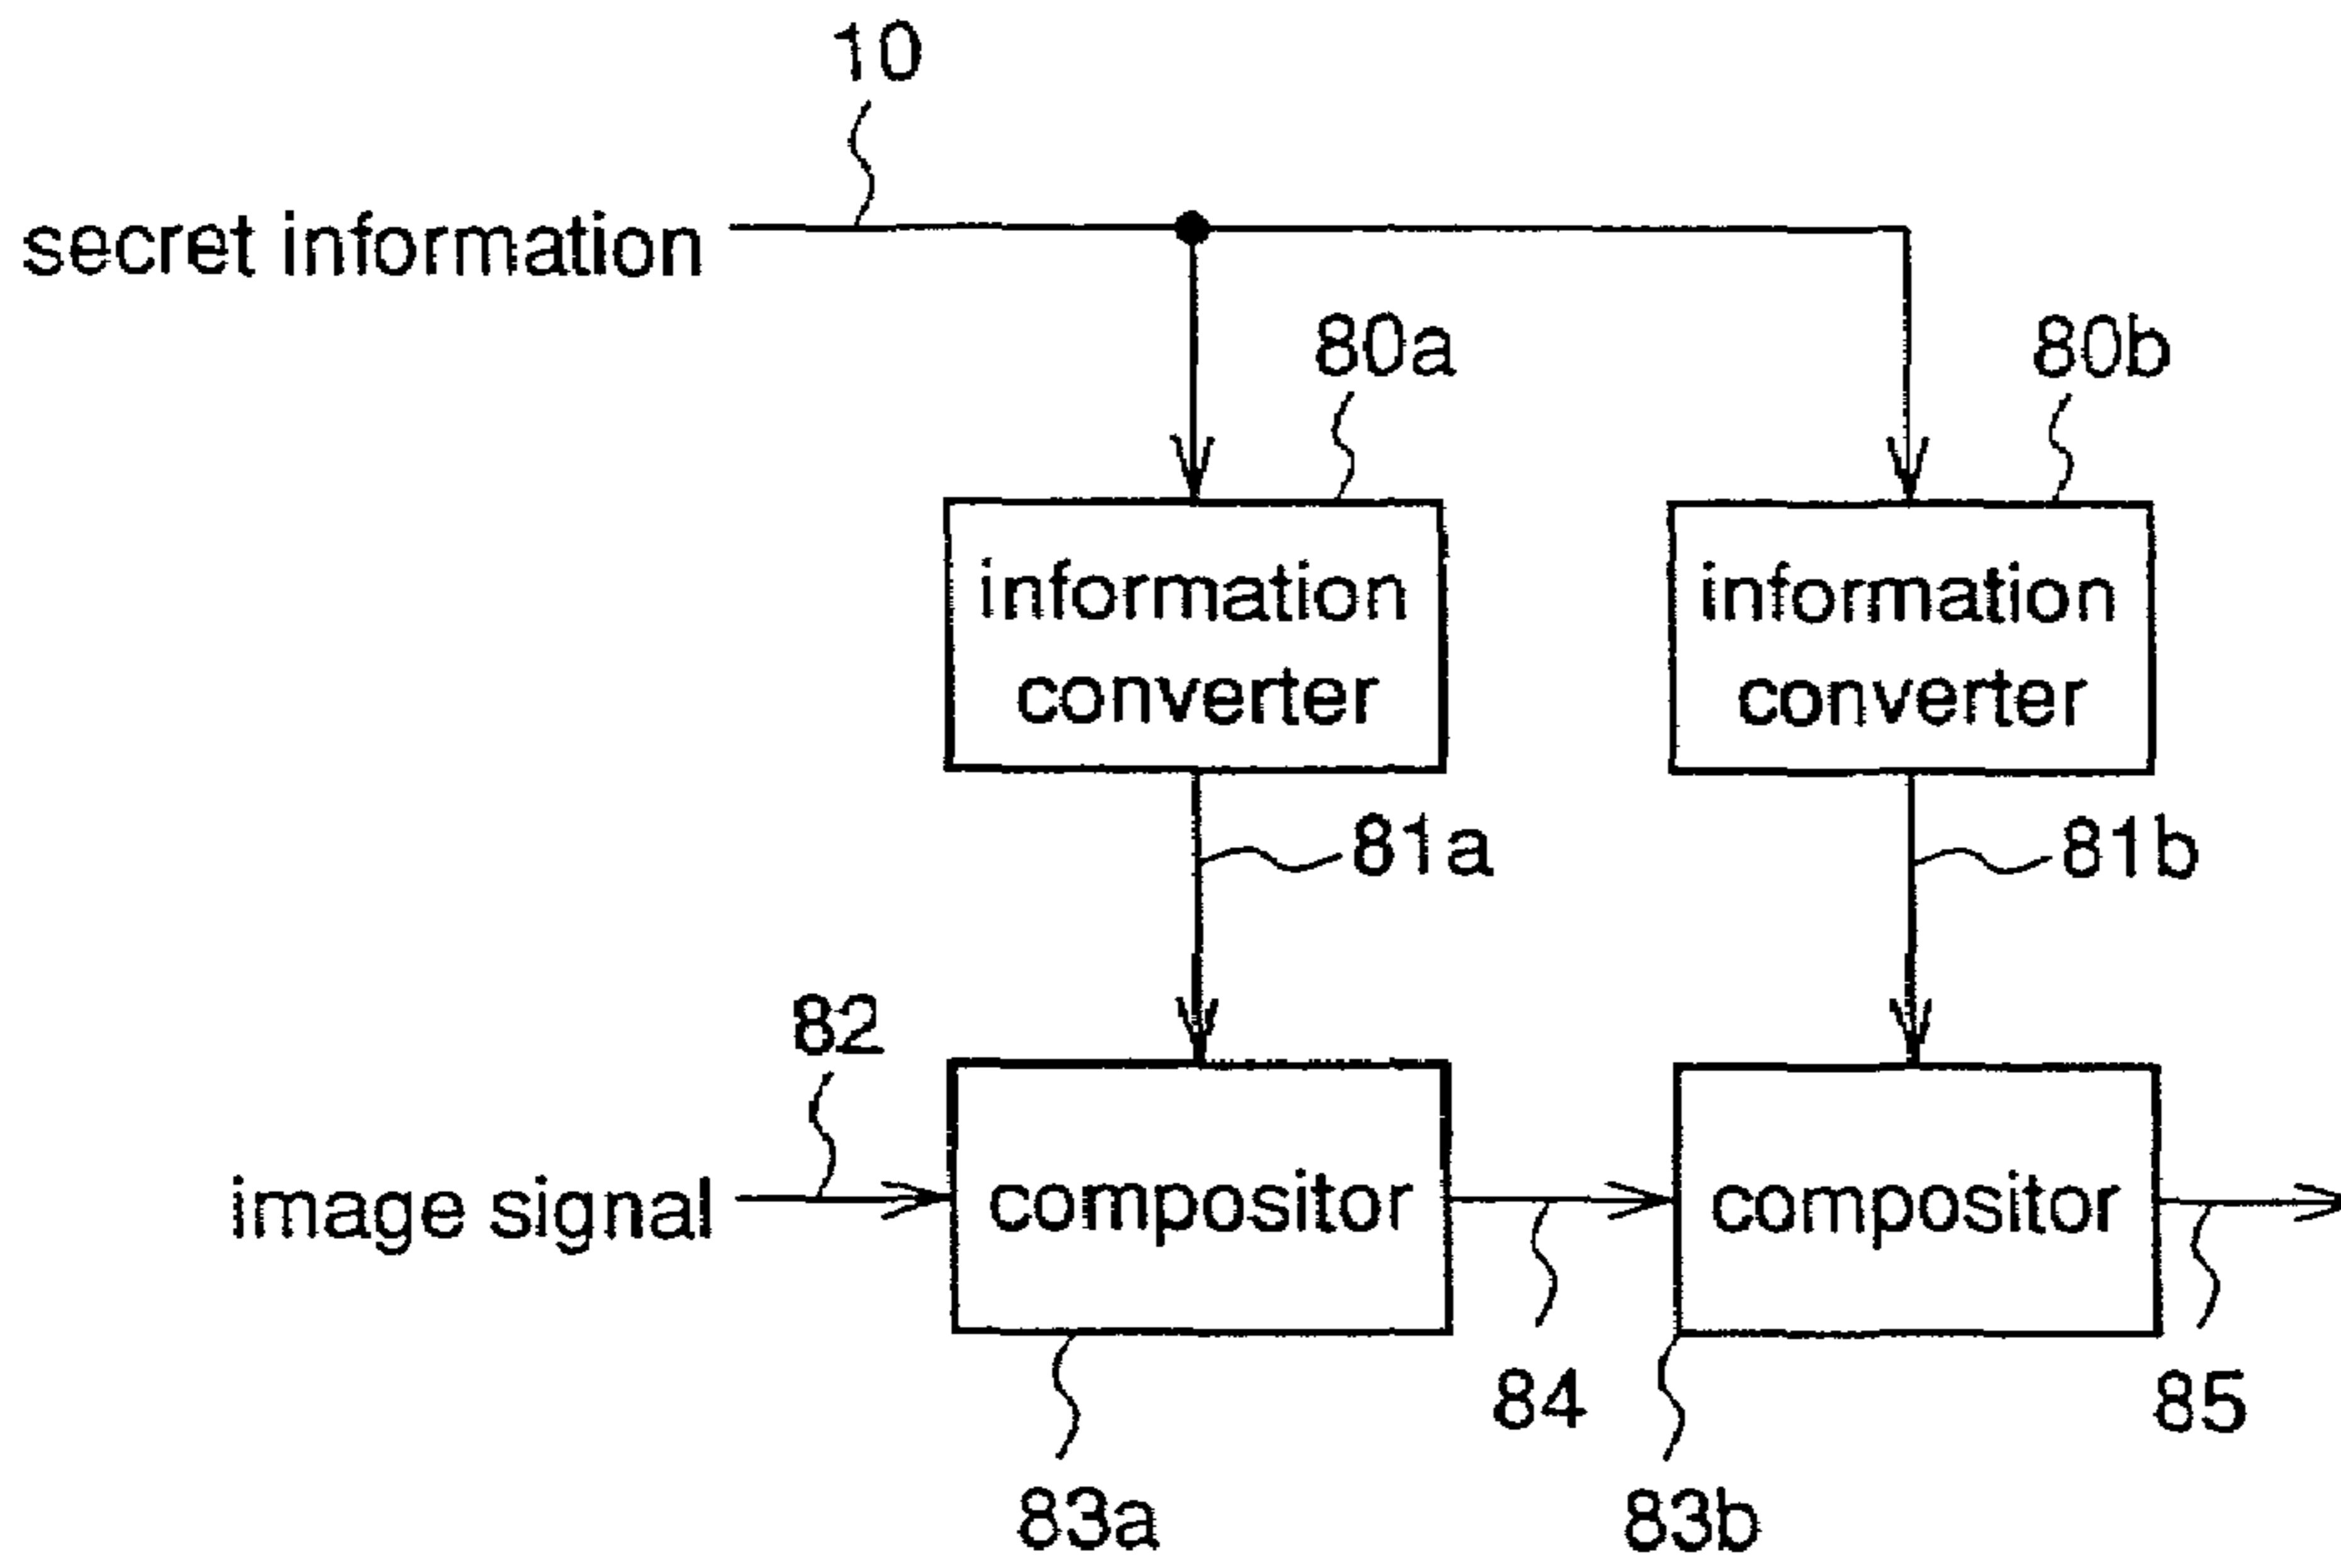 10
secret information
80a
80b
information
converter
information
converter
81a
81b
82
image signal
compositor
compositor
84
85
83a
83b